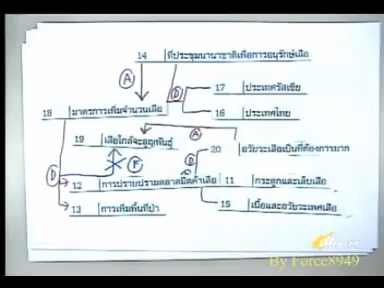 14 ที่ประชุมนานาชาติเพื่อการอนุรักษ์เสือ
A
D
17 ประเทศรัสเซีย
18 มาตรการเพิ่มจำนวนเสือ
16 ประเทศไทย
A
19 เสือใกล้จะสูญพันธุ์
20 อวัยวะเสือเป็นที่ต้องการมาก
D
F
D
12 การปราบปรามตลาดมืดค้าเสือ
11 กระดูกและเล็บเสือ
13 การเพิ่มพื้นที่ป่า
15 เนื้อและอวัยวะเพศเสือ
By Force8949